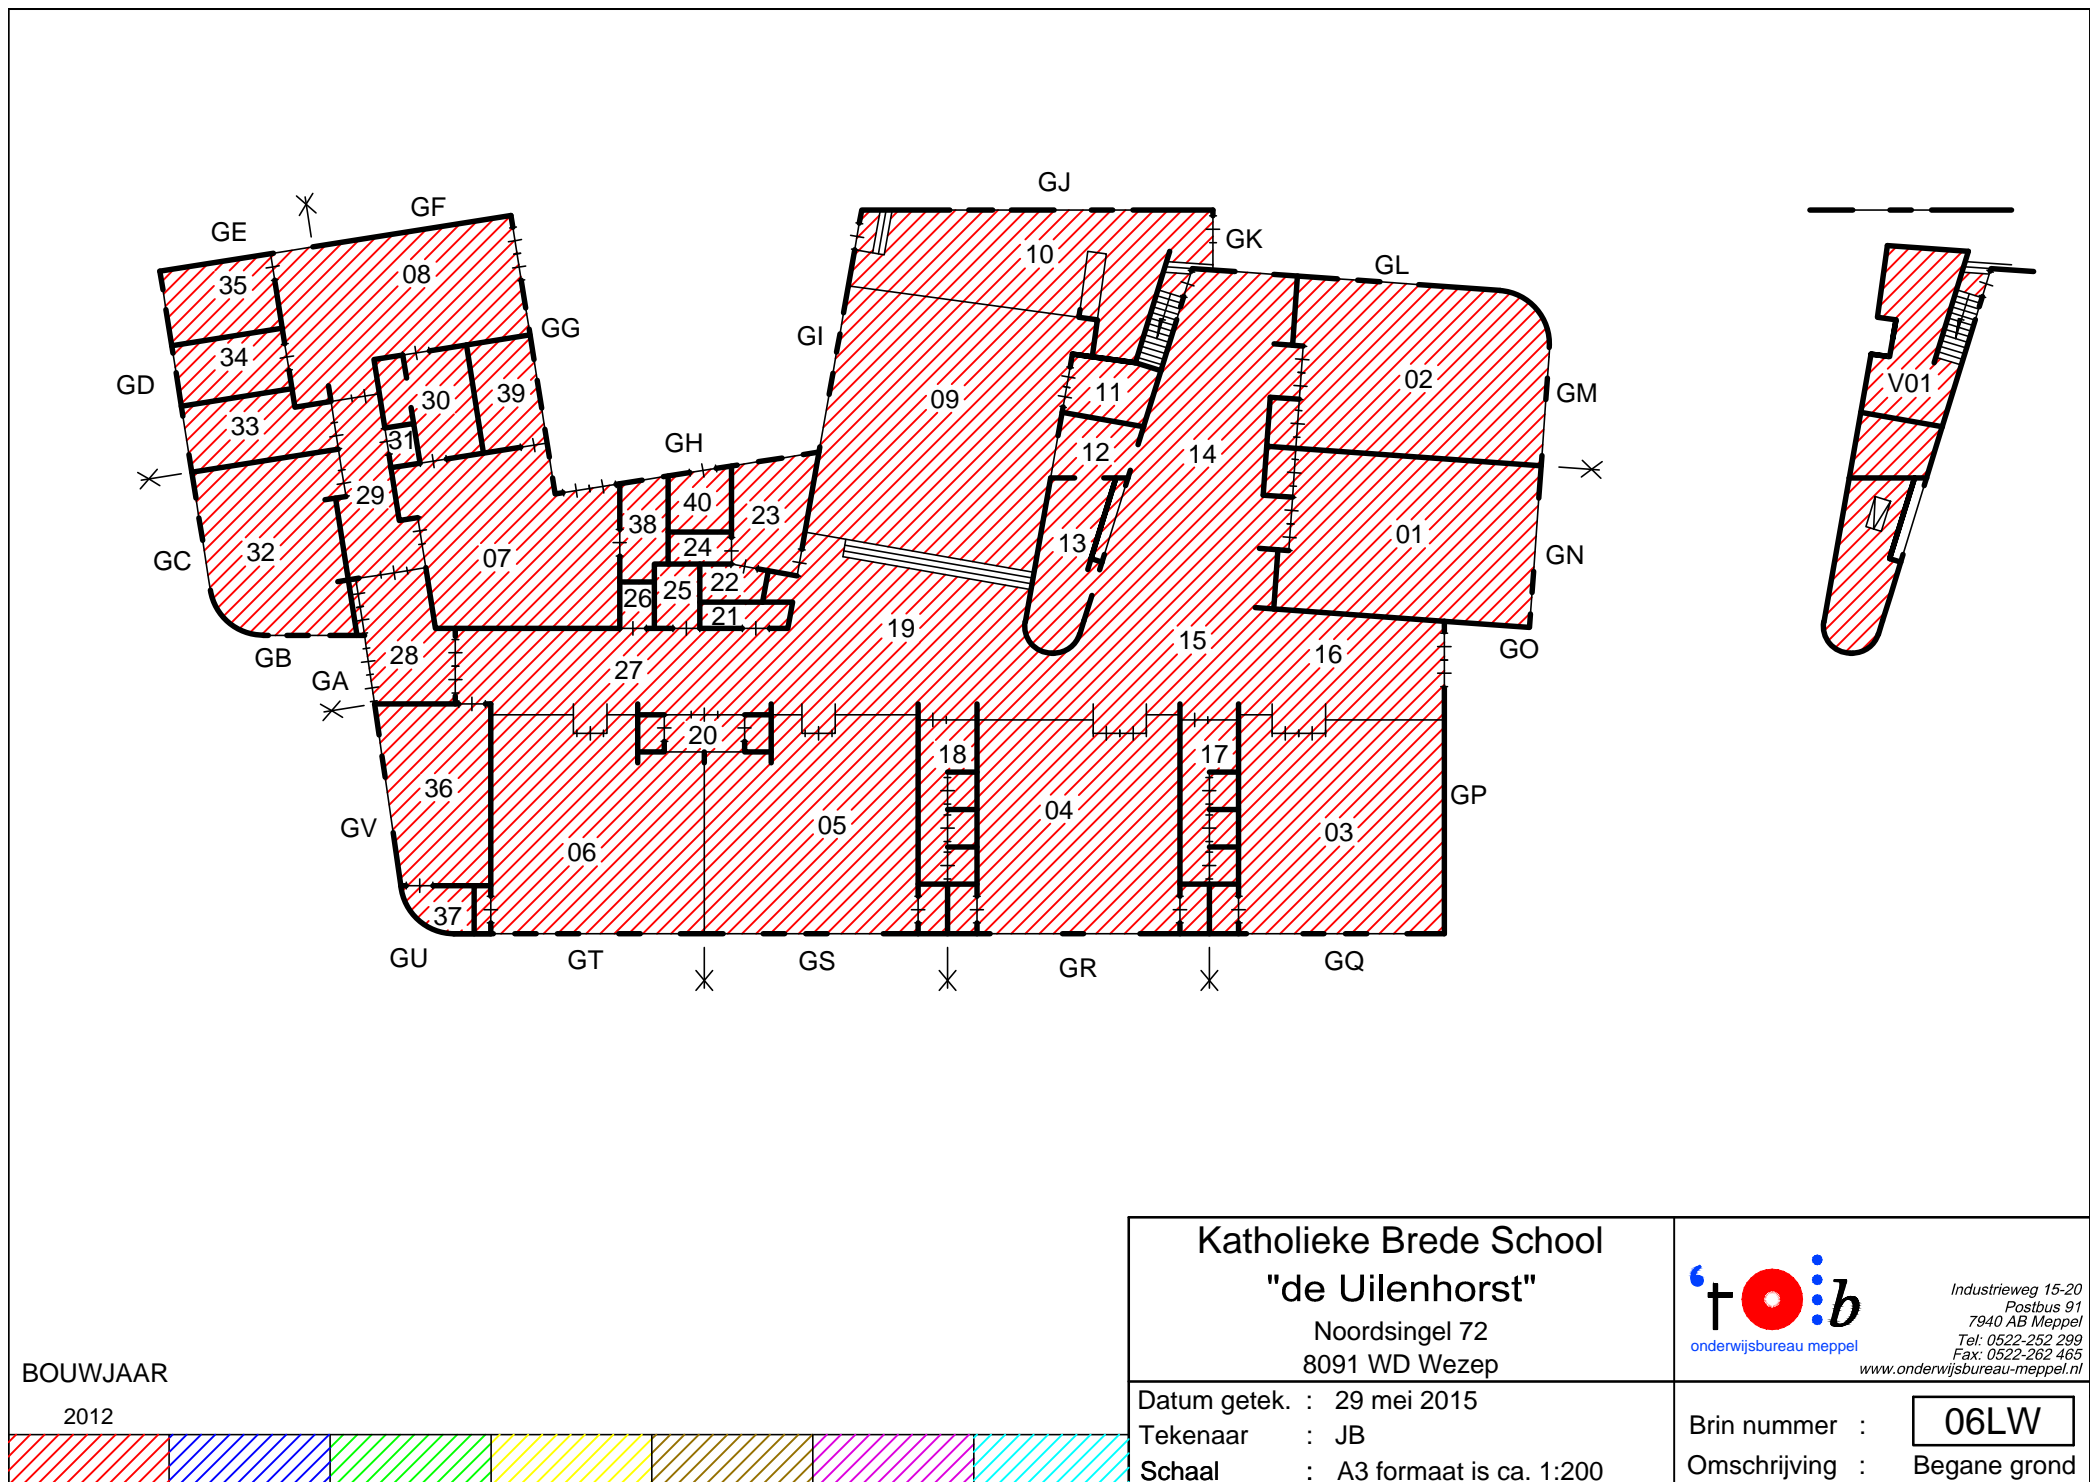 GJ
GF
GE
GK
10
GL
08
35
GG
GI
34
02
GD
V01
GM
39
11
30
09
33
31
GH
12
14
29
40
23
38
01
32
13
24
GC
07
GN
22
25
26
21
19
15
16
GO
28
GB
27
GA
20
18
17
36
GP
04
GV
05
03
06
37
GU
GT
GS
GR
GQ
Katholieke Brede School
"de Uilenhorst"
Noordsingel 72
8091 WD Wezep
't O b
onderwijsbureau meppel
Industrieweg 15-20
Postbus 91
7940 AB Meppel
Tel: 0522-252 299
Fax: 0522-262 465
www.onderwijsbureau-meppel.nl
BOUWJAAR
2012
Datum getek. : 29 mei 2015
Tekenaar : JB
Schaal : A3 formaat is ca. 1:200
Brin nummer : 06LW
Omschrijving : Begane grond